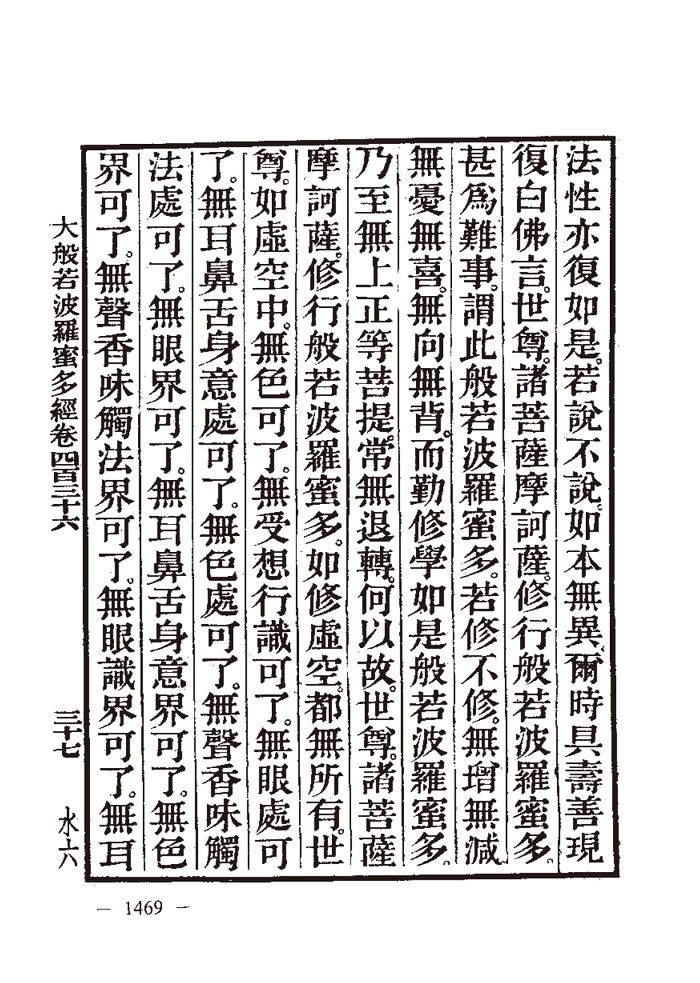 法性亦復如是。若說不說。如本無異。爾時具壽善現
復白佛言。世尊。諸菩薩摩訶薩。修行般若波羅蜜多。
甚爲難事。謂此般若波羅蜜多。若修不修。無增無減
無憂無喜。無向無背。而勤修學如是般若波羅蜜多。
乃至無上正等菩提。常無退轉。何以故。世尊。諸菩薩
摩訶薩。修行般若波羅蜜多。如修虛空。都無所有。世
尊。如虛空中。無色可了。無受想行識可了。無眼處可
了。無耳鼻舌身意處可了。無色處可了。無聲香味觸
法處可了。無眼界可了。無耳鼻舌身意界可了。無色
界可了。無聲香味觸法界可了。無眼識界可了。無耳
大般若波羅蜜多經卷四百三十六 三十七 水六
— 1469 —